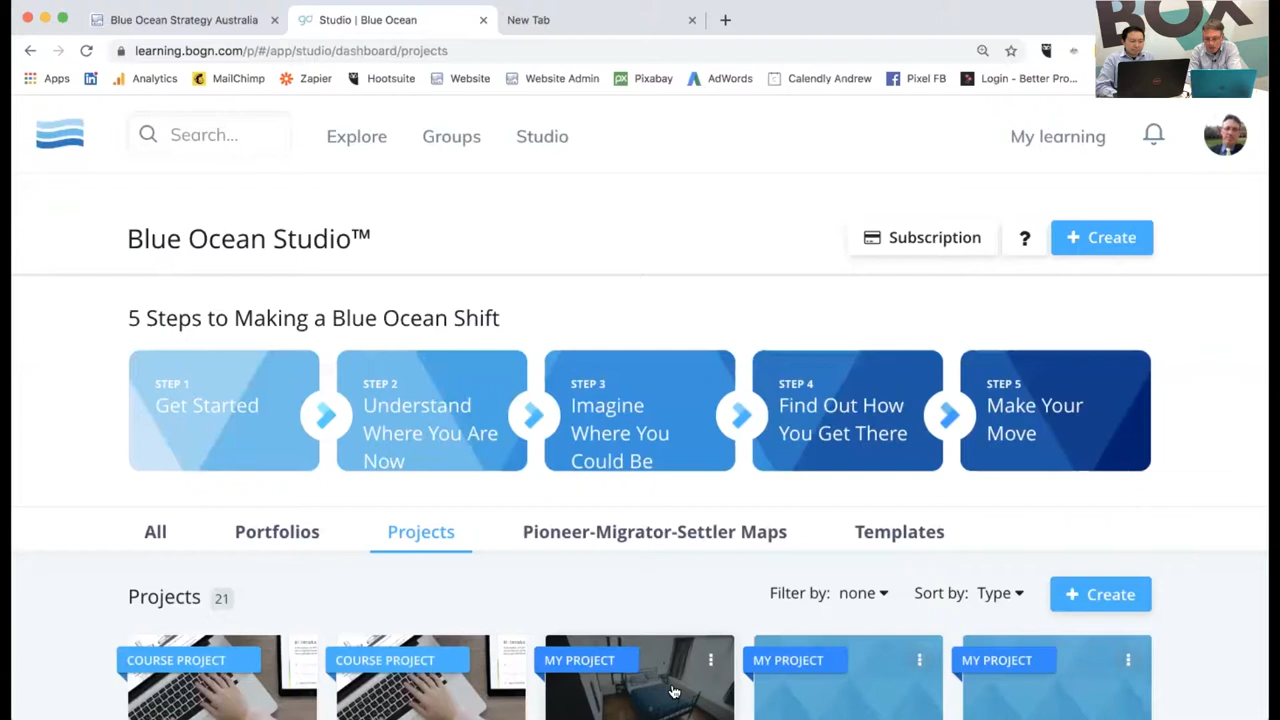 Blue Ocean Strategy Australia
Studio | Blue Ocean
New Tab
learning.bogn.com/p/#/app/studio/dashboard/projects
Apps
Analytics
MailChimp
Zapier
Hootsuite
Website
Website Admin
Pixabay
AdWords
Calendly Andrew
Pixel FB
Login - Better Pro...
BOX
Search...
Explore
Groups
Studio
My learning
Blue Ocean Studio™
Subscription
?
+ Create
5 Steps to Making a Blue Ocean Shift
STEP 1
Get Started
STEP 2
Understand
Where You Are
Now
STEP 3
Imagine
Where You
Could Be
STEP 4
Find Out How
You Get There
STEP 5
Make Your
Move
All
Portfolios
Projects
Pioneer-Migrator-Settler Maps
Templates
Projects 21
Filter by: none
Sort by: Type
+ Create
COURSE PROJECT
COURSE PROJECT
MY PROJECT
MY PROJECT
MY PROJECT